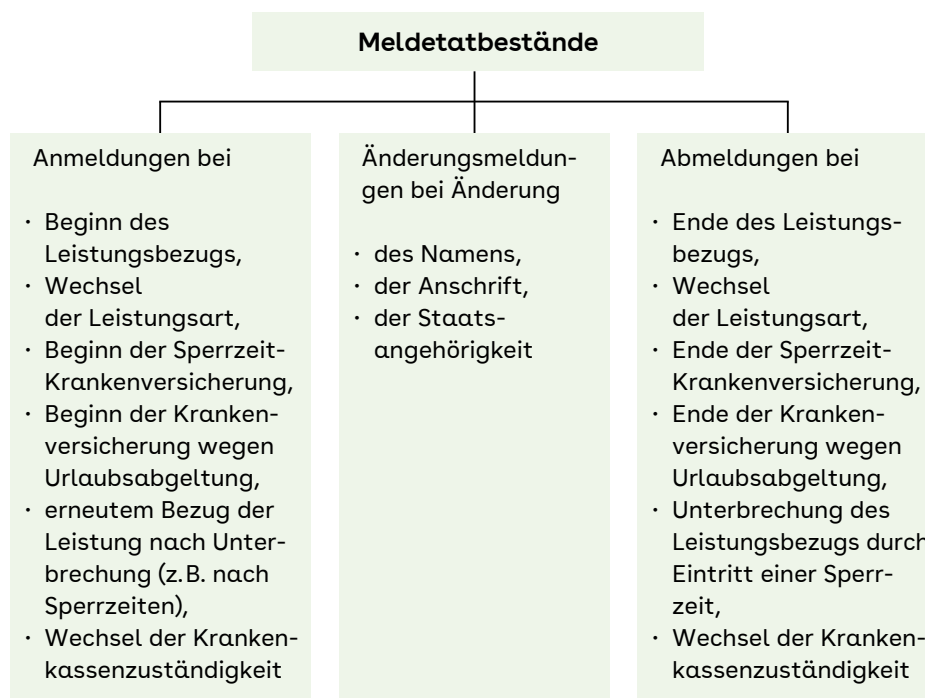 Meldetatbestände
Anmeldungen bei
· Beginn des
Leistungsbezugs,
· Wechsel
der Leistungsart,
· Beginn der Sperrzeit-
Krankenversicherung,
· Beginn der Kranken-
versicherung wegen
Urlaubsabgeltung,
· erneutem Bezug der
Leistung nach Unter-
brechung (z.B. nach
Sperrzeiten),
· Wechsel der Kranken-
kassenzuständigkeit
Änderungsmeldun-
gen bei Änderung
· des Namens,
· der Anschrift,
· der Staats-
angehörigkeit
Abmeldungen bei
· Ende des Leistungs-
bezugs,
· Wechsel
der Leistungsart,
· Ende der Sperrzeit-
Krankenversicherung,
· Ende der Kranken-
versicherung wegen
Urlaubsabgeltung,
· Unterbrechung des
Leistungsbezugs durch
Eintritt einer Sperr-
zeit,
· Wechsel der Kranken-
kassenzuständigkeit